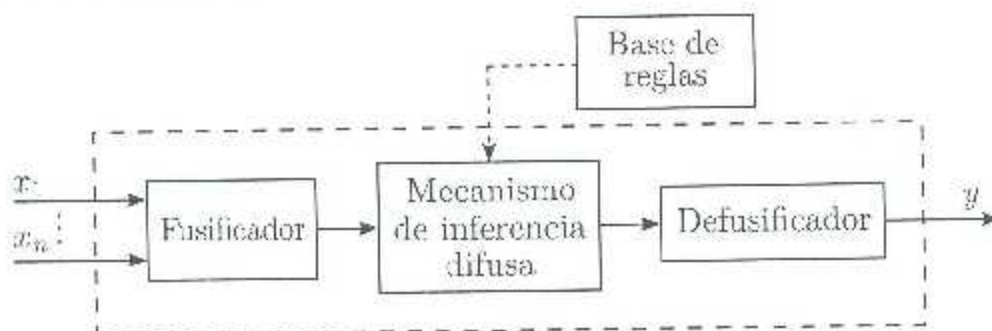 Base de
reglas
x
Fusificador
x_n
Mecanismo
de inferencia
difusa
Defusificador
y